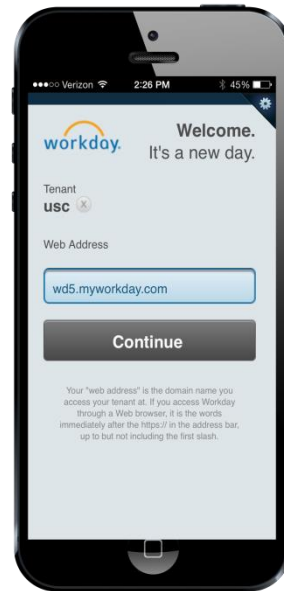 Verizon 2:26 PM 45%
workday.
Welcome.
It's a new day.
Tenant
usc x
Web Address
wd5.myworkday.com
Continue
Your "web address" is the domain name you
access your tenant at. If you access Workday
through a Web browser, it is the words
immediately after the https:// in the address bar,
up to but not including the first slash.